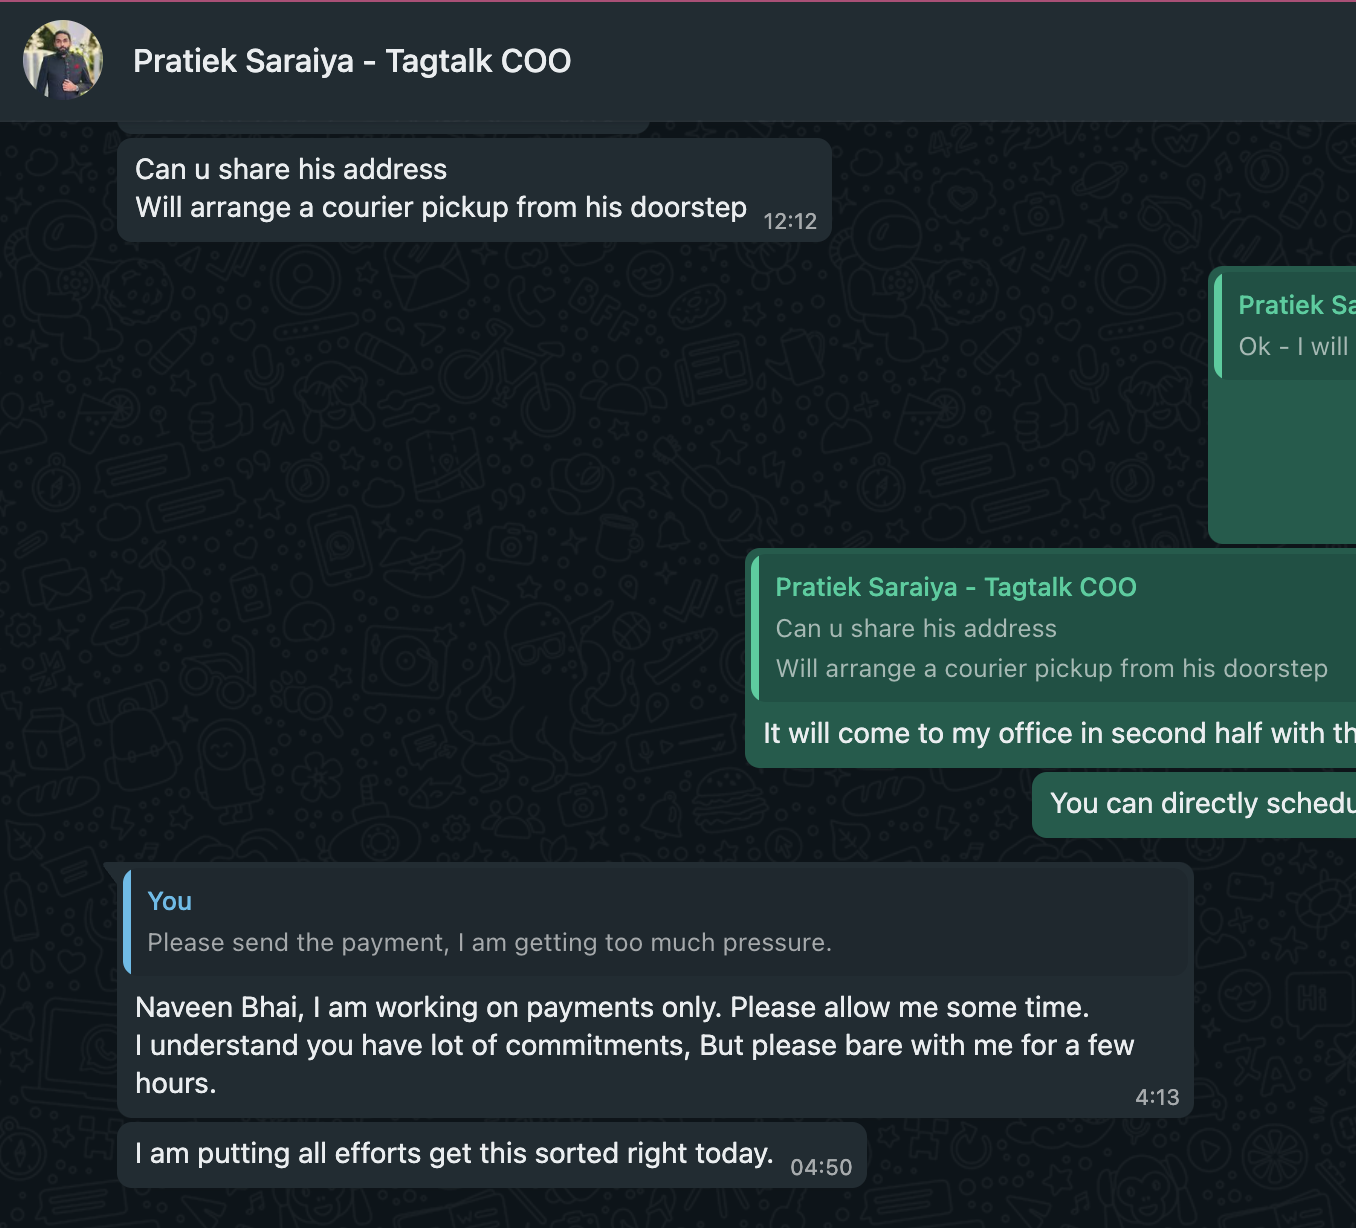 Pratiek Saraiya - Tagtalk COO
Can u share his address
Will arrange a courier pickup from his doorstep 12:12
Pratiek Sa
Ok - I will
Pratiek Saraiya - Tagtalk COO
Can u share his address
Will arrange a courier pickup from his doorstep
It will come to my office in second half with th
You can directly schedu
You
Please send the payment, I am getting too much pressure.
Naveen Bhai, I am working on payments only. Please allow me some time.
I understand you have lot of commitments, But please bare with me for a few
hours.
4:13
I am putting all efforts get this sorted right today. 04:50